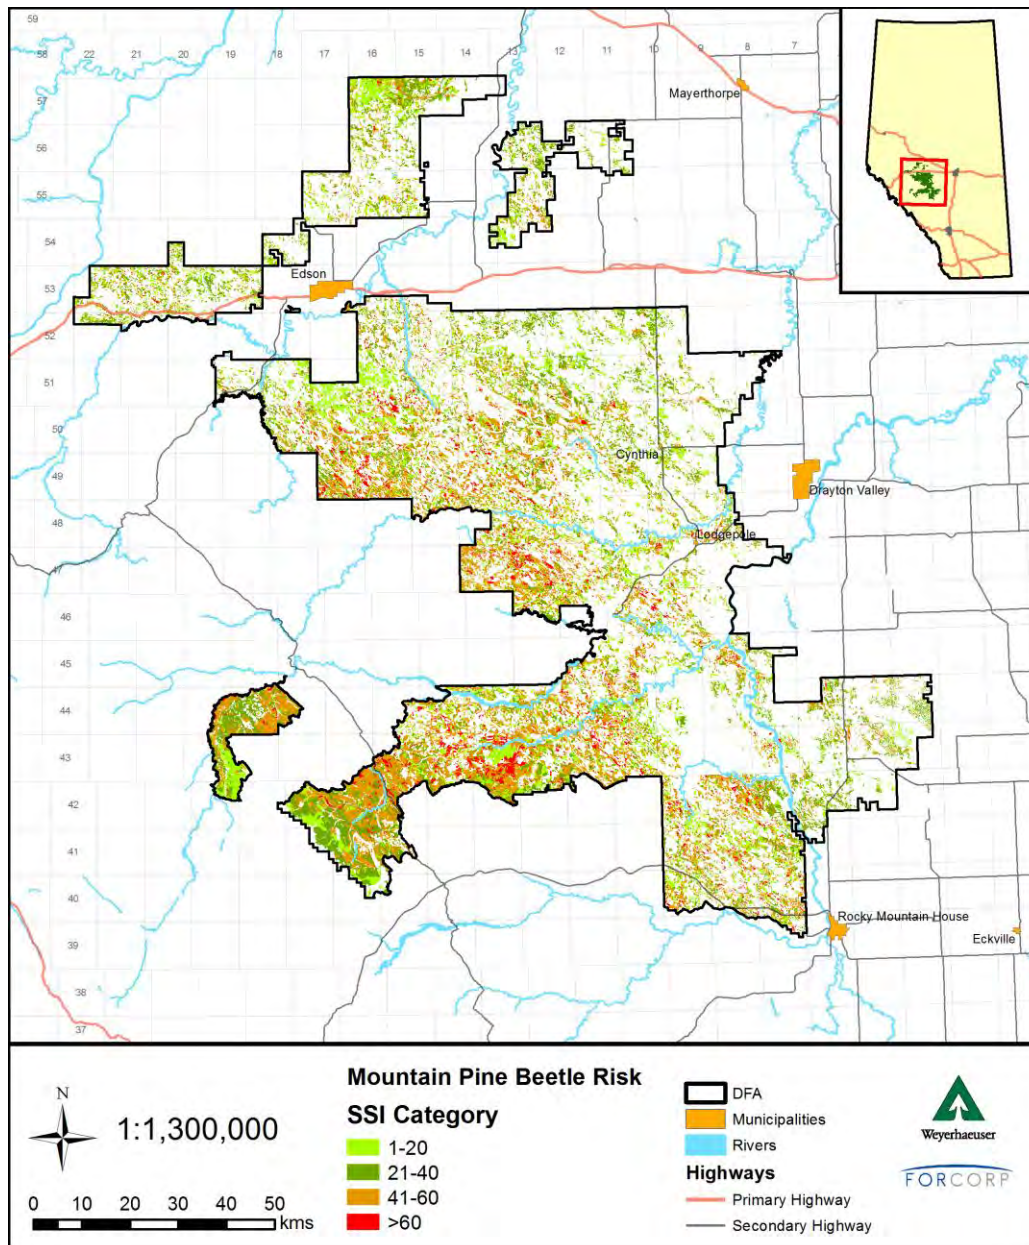 59
58
22 21 20 19 18 17 16 15 14 13 12 11 10 9 8 7
57
56
55
54
53
52
51
50
49
48
47
46
45
44
43
42
41
40
39
38
37
Mayerthorpe
Edson
Cynthia
Drayton Valley
Lodgepole
Rocky Mountain House
Eckville
N
1:1,300,000
0 10 20 30 40 50
kms
Mountain Pine Beetle Risk
SSI Category
1-20
21-40
41-60
>60
DFA
Municipalities
Rivers
Highways
Primary Highway
Secondary Highway
Weyerhaeuser
FORCORP